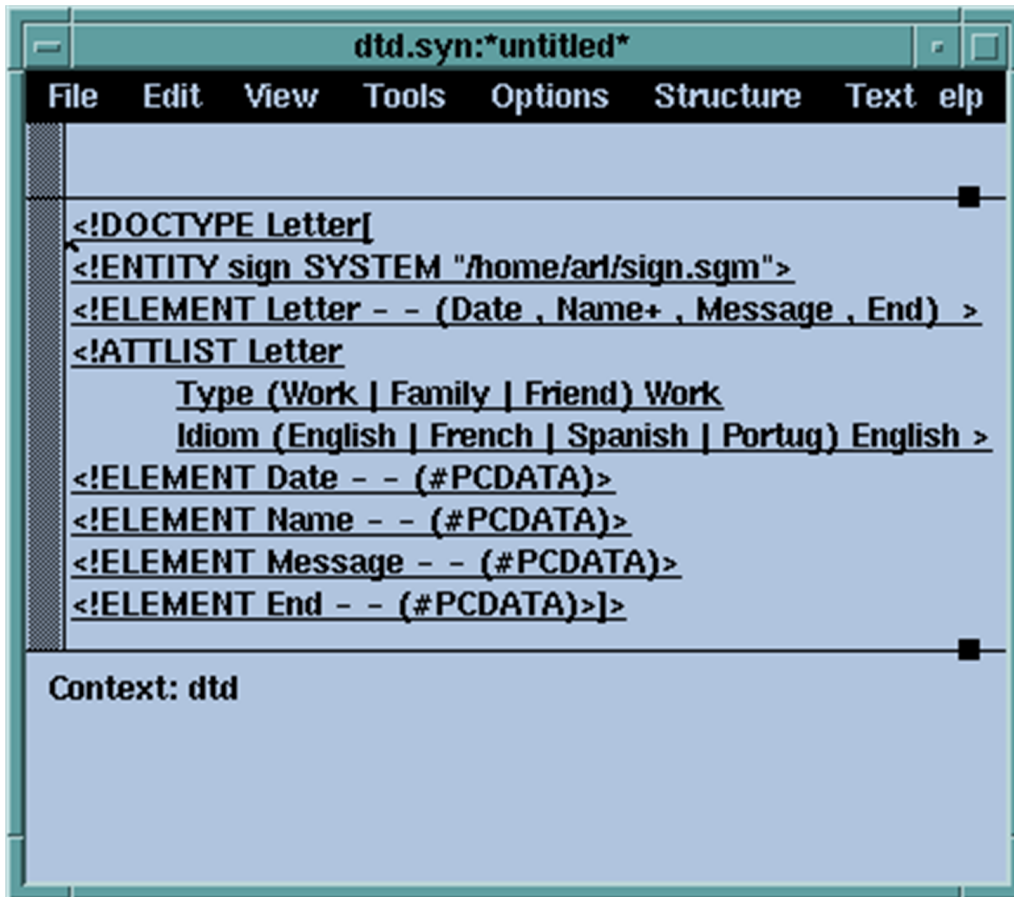 dtd.syn:*untitled*
File Edit View Tools Options Structure Text elp
<!DOCTYPE Letter[
<!ENTITY sign SYSTEM "/home/arl/sign.sgm">
<!ELEMENT Letter - - (Date , Name+ , Message , End) >
<!ATTLIST Letter
Type (Work | Family | Friend) Work
Idiom (English | French | Spanish | Portug) English >
<!ELEMENT Date - - (#PCDATA)>
<!ELEMENT Name - - (#PCDATA)>
<!ELEMENT Message - - (#PCDATA)>
<!ELEMENT End - - (#PCDATA)>]>
Context: dtd